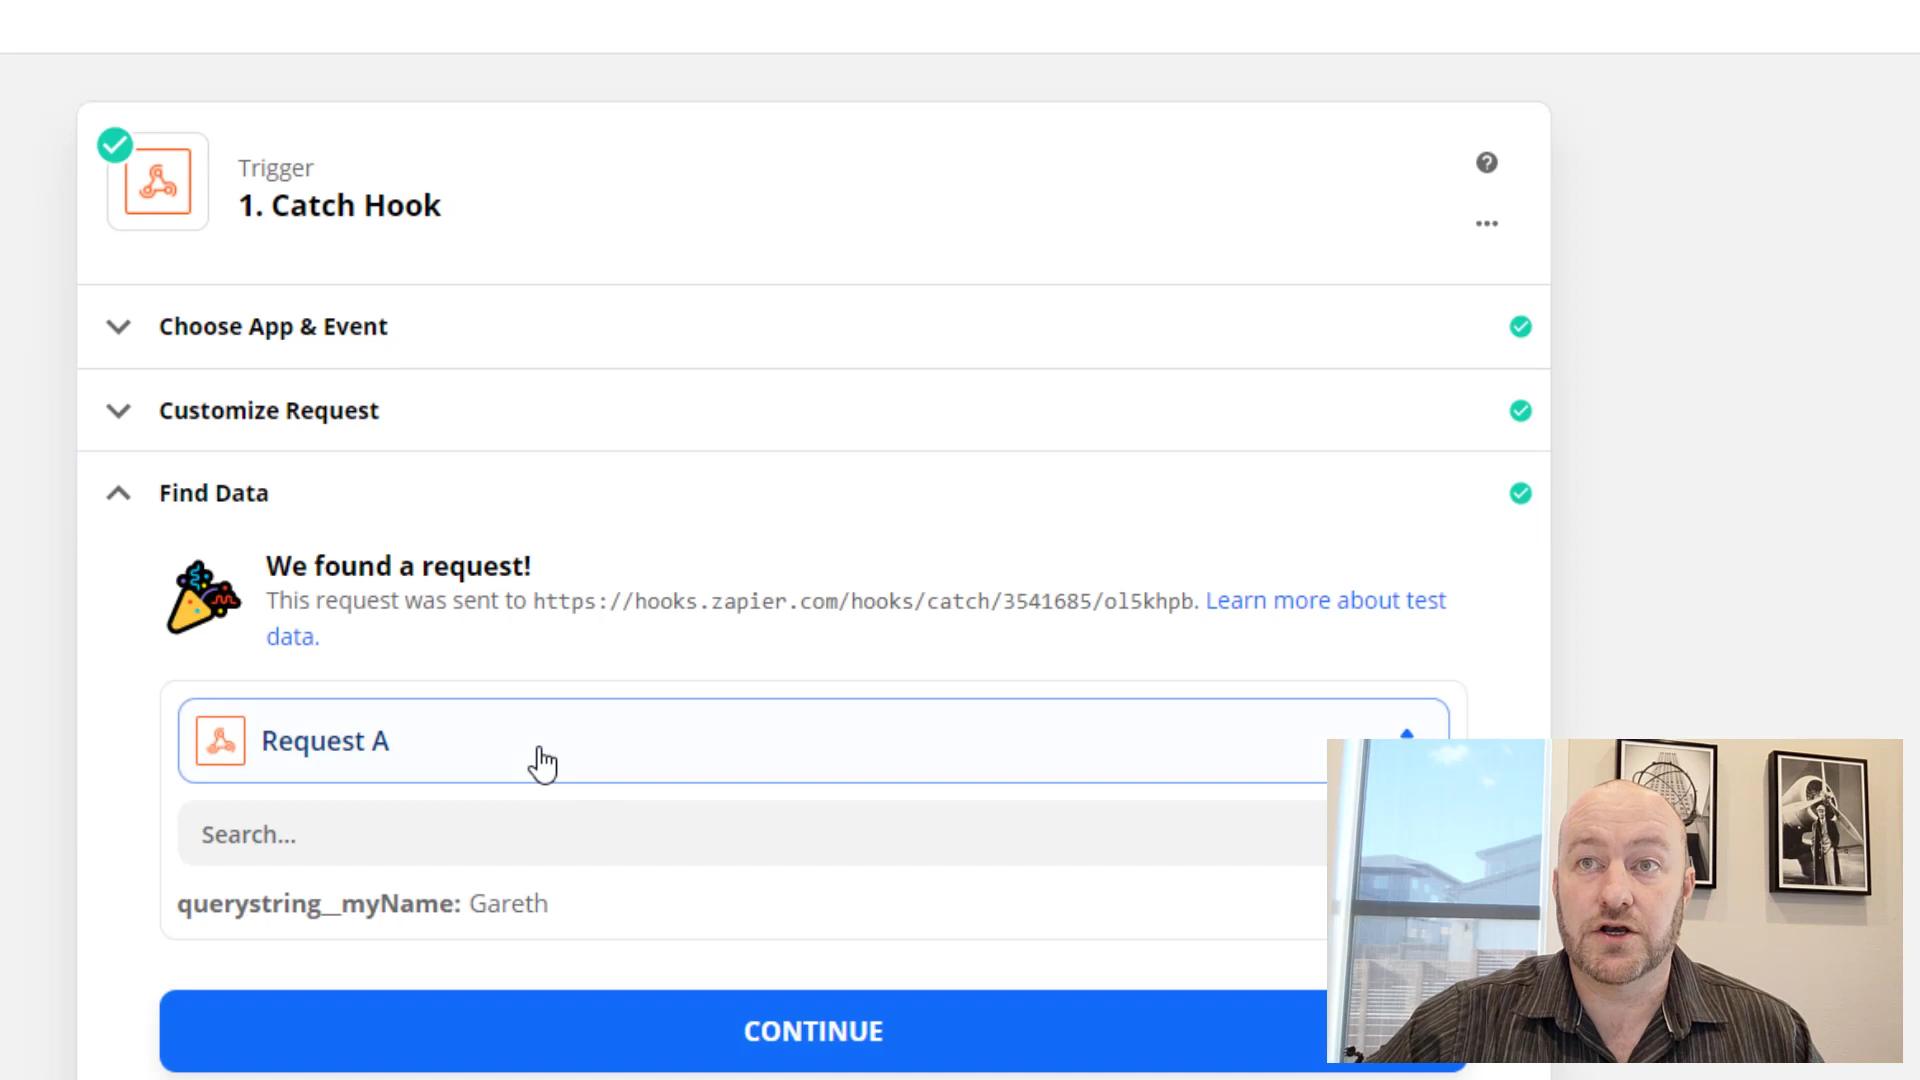 Trigger
1. Catch Hook
Choose App & Event
Customize Request
Find Data
We found a request!
This request was sent to https://hooks.zapier.com/hooks/catch/3541685/ol5khpb. Learn more about test
data.
Request A
Search...
querystring__myName: Gareth
CONTINUE